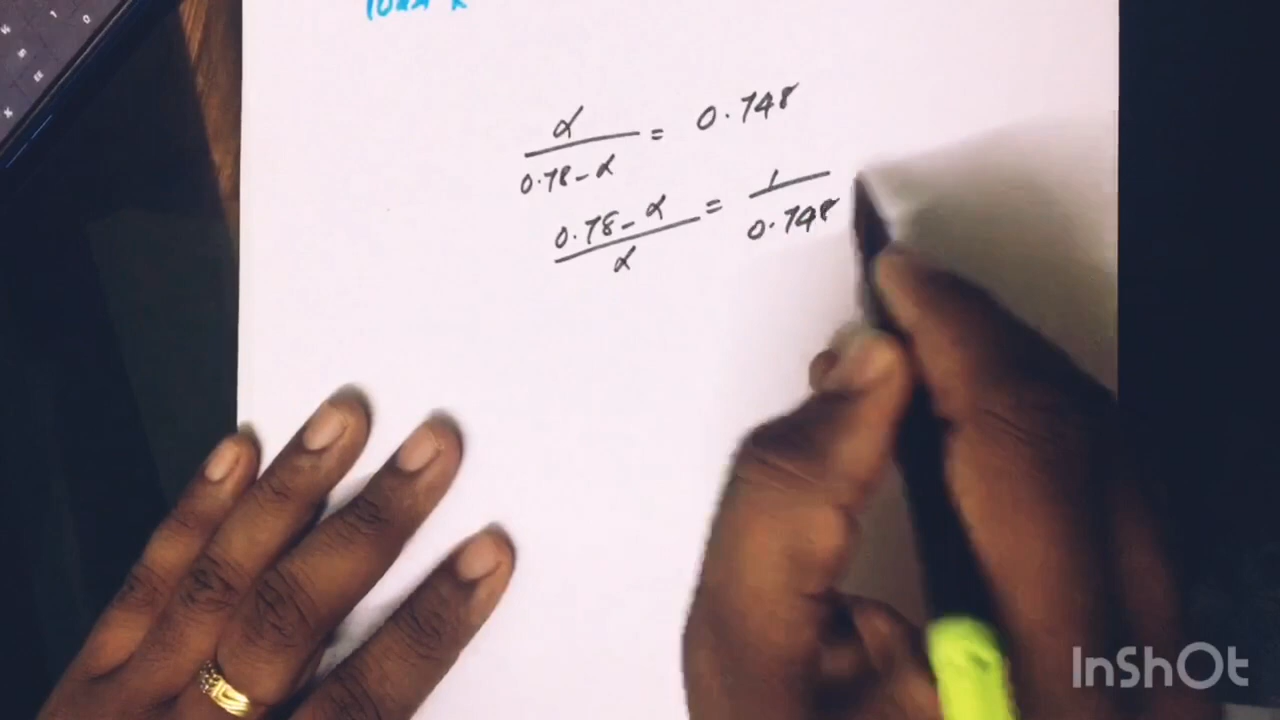 α/(0.78-α) = 0.748
(0.78-α)/α = 1/0.748
InShOt